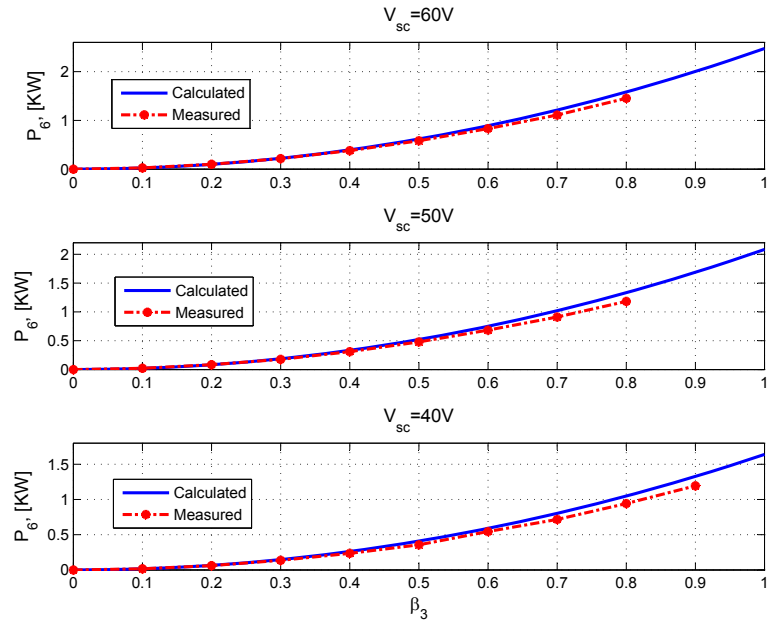 V_sc=60V
P_6, [KW]
2
1
0
Calculated
Measured
0 0.1 0.2 0.3 0.4 0.5 0.6 0.7 0.8 0.9 1
V_sc=50V
P_6, [KW]
2
1.5
1
0.5
0
Calculated
Measured
0 0.1 0.2 0.3 0.4 0.5 0.6 0.7 0.8 0.9 1
V_sc=40V
P_6, [KW]
1.5
1
0.5
0
Calculated
Measured
0 0.1 0.2 0.3 0.4 0.5 0.6 0.7 0.8 0.9 1
β_3